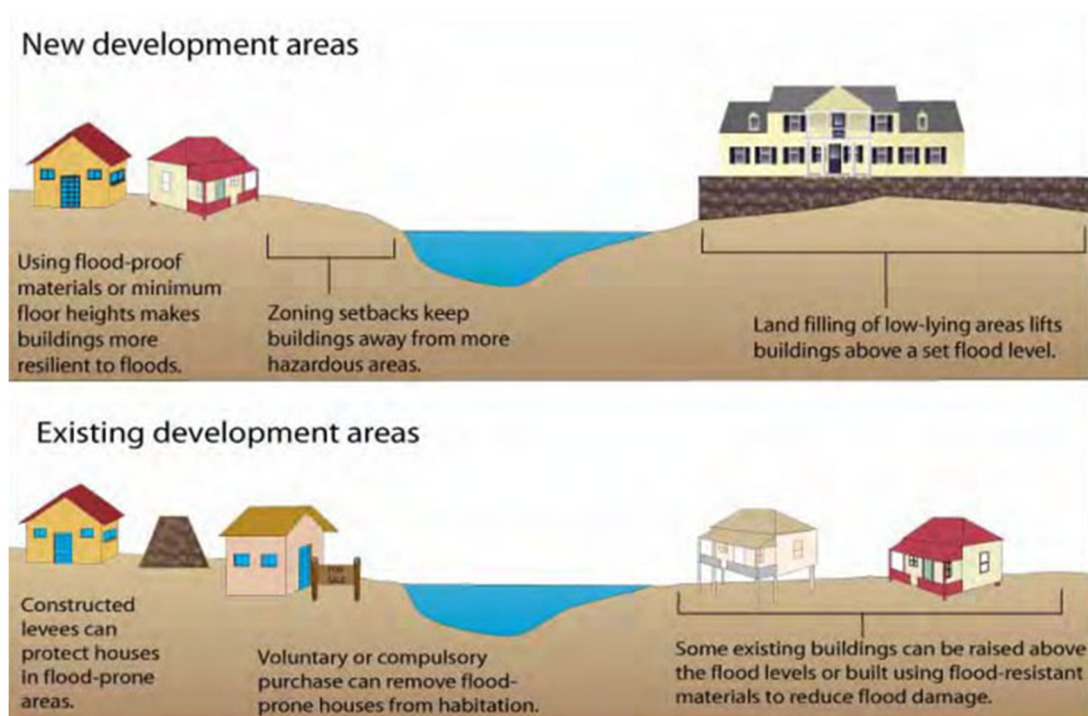 New development areas
Using flood-proof
materials or minimum
floor heights makes
buildings more
resilient to floods.
Zoning setbacks keep
buildings away from more
hazardous areas.
Land filling of low-lying areas lifts
buildings above a set flood level.
Existing development areas
FOR
SALE
Constructed
levees can
protect houses
in flood-prone
areas.
Voluntary or compulsory
purchase can remove flood-
prone houses from habitation.
Some existing buildings can be raised above
the flood levels or built using flood-resistant
materials to reduce flood damage.